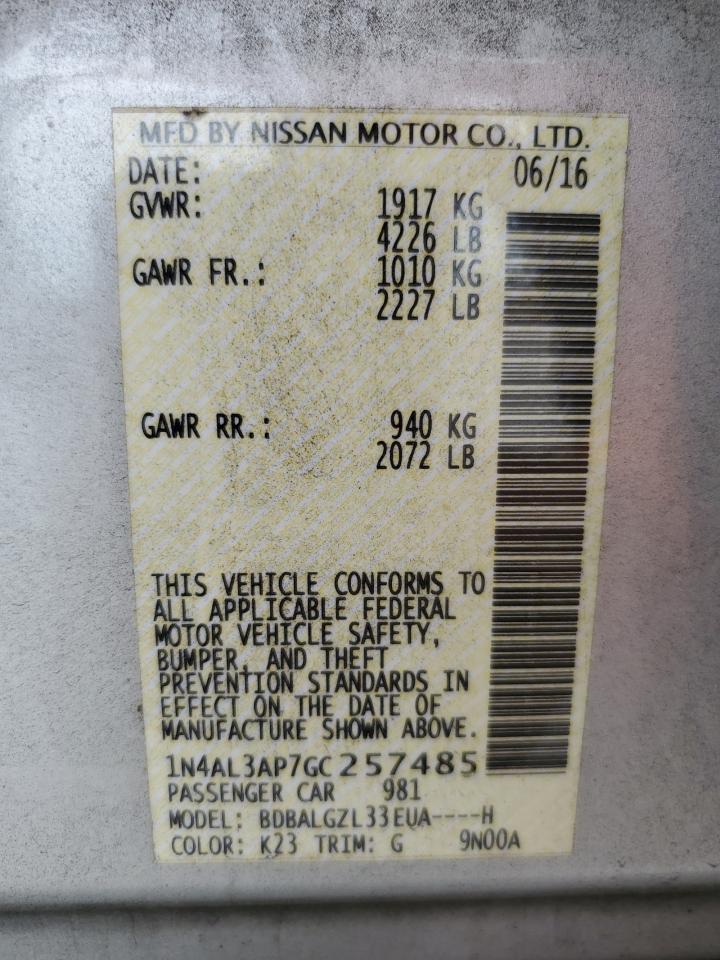 MFD BY NISSAN MOTOR CO., LTD.
DATE: 06/16
GVWR: 1917 KG
4226 LB
GAWR FR.: 1010 KG
2227 LB
GAWR RR.: 940 KG
2072 LB
THIS VEHICLE CONFORMS TO
ALL APPLICABLE FEDERAL
MOTOR VEHICLE SAFETY,
BUMPER, AND THEFT
PREVENTION STANDARDS IN
EFFECT ON THE DATE OF
MANUFACTURE SHOWN ABOVE.
1N4AL3AP7GC257485
PASSENGER CAR 981
MODEL: BDBALGZL33EUA----H
COLOR: K23 TRIM: G 9N00A